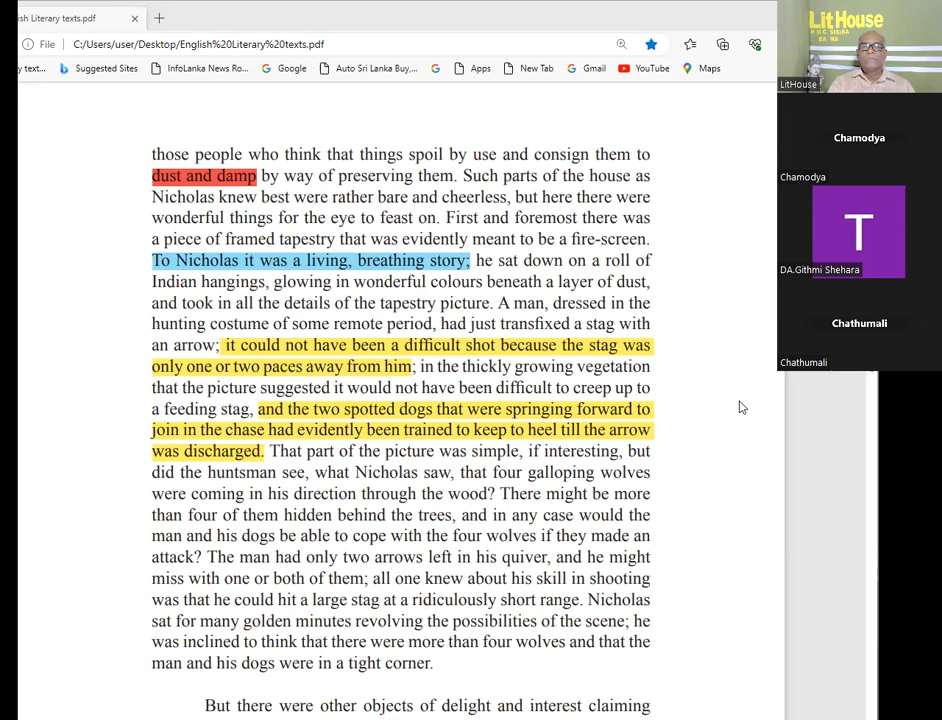 sh Literary texts.pdf
File C:/Users/user/Desktop/English%20Literary%20texts.pdf
y text... Suggested Sites InfoLanka News Ro... Google Auto Sri Lanka Buy,... Apps New Tab Gmail YouTube Maps
those people who think that things spoil by use and consign them to
dust and damp by way of preserving them. Such parts of the house as
Nicholas knew best were rather bare and cheerless, but here there were
wonderful things for the eye to feast on. First and foremost there was
a piece of framed tapestry that was evidently meant to be a fire-screen.
To Nicholas it was a living, breathing story; he sat down on a roll of
Indian hangings, glowing in wonderful colours beneath a layer of dust,
and took in all the details of the tapestry picture. A man, dressed in the
hunting costume of some remote period, had just transfixed a stag with
an arrow; it could not have been a difficult shot because the stag was
only one or two paces away from him; in the thickly growing vegetation
that the picture suggested it would not have been difficult to creep up to
a feeding stag, and the two spotted dogs that were springing forward to
join in the chase had evidently been trained to keep to heel till the arrow
was discharged. That part of the picture was simple, if interesting, but
did the huntsman see, what Nicholas saw, that four galloping wolves
were coming in his direction through the wood? There might be more
than four of them hidden behind the trees, and in any case would the
man and his dogs be able to cope with the four wolves if they made an
attack? The man had only two arrows left in his quiver, and he might
miss with one or both of them; all one knew about his skill in shooting
was that he could hit a large stag at a ridiculously short range. Nicholas
sat for many golden minutes revolving the possibilities of the scene; he
was inclined to think that there were more than four wolves and that the
man and his dogs were in a tight corner.
But there were other objects of delight and interest claiming
Lit House
LitHouse
Chamodya
Chamodya
T
DA.Githmi Shehara
Chathumali
Chathumali